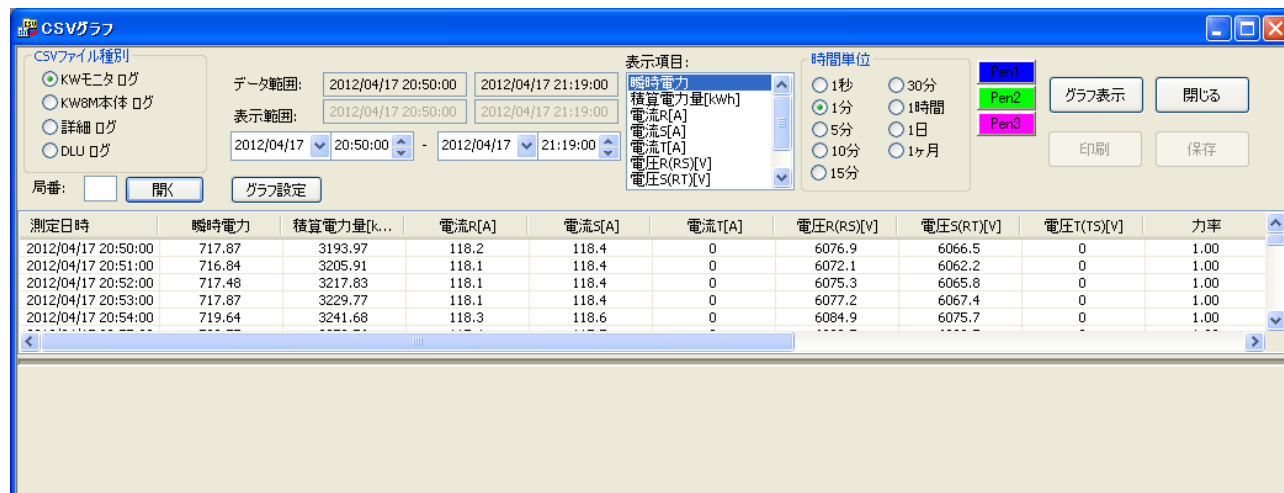 CSVグラフ
CSVファイル種別
KWモニタ ログ
KW8M本体 ログ
詳細 ログ
DLU ログ
局番:
開く
データ範囲:
2012/04/17 20:50:00
2012/04/17 21:19:00
表示範囲:
2012/04/17 20:50:00
2012/04/17 21:19:00
2012/04/17 20:50:00 - 2012/04/17 21:19:00
グラフ設定
表示項目:
瞬時電力
積算電力量[kWh]
電流R[A]
電流S[A]
電流T[A]
電圧R(RS)[V]
電圧S(RT)[V]
時間単位
1秒
1分
5分
10分
15分
30分
1時間
1日
1ヶ月
Pen1
Pen2
Pen3
グラフ表示
閉じる
印刷
保存
測定日時 瞬時電力 積算電力量[k... 電流R[A] 電流S[A] 電流T[A] 電圧R(RS)[V] 電圧S(RT)[V] 電圧T(TS)[V] 力率
2012/04/17 20:50:00 717.87 3193.97 118.2 118.4 0 6076.9 6066.5 0 1.00
2012/04/17 20:51:00 716.84 3205.91 118.1 118.4 0 6072.1 6062.2 0 1.00
2012/04/17 20:52:00 717.48 3217.83 118.1 118.4 0 6075.3 6065.8 0 1.00
2012/04/17 20:53:00 717.87 3229.77 118.1 118.4 0 6077.2 6067.4 0 1.00
2012/04/17 20:54:00 719.64 3241.68 118.3 118.6 0 6084.9 6075.7 0 1.00